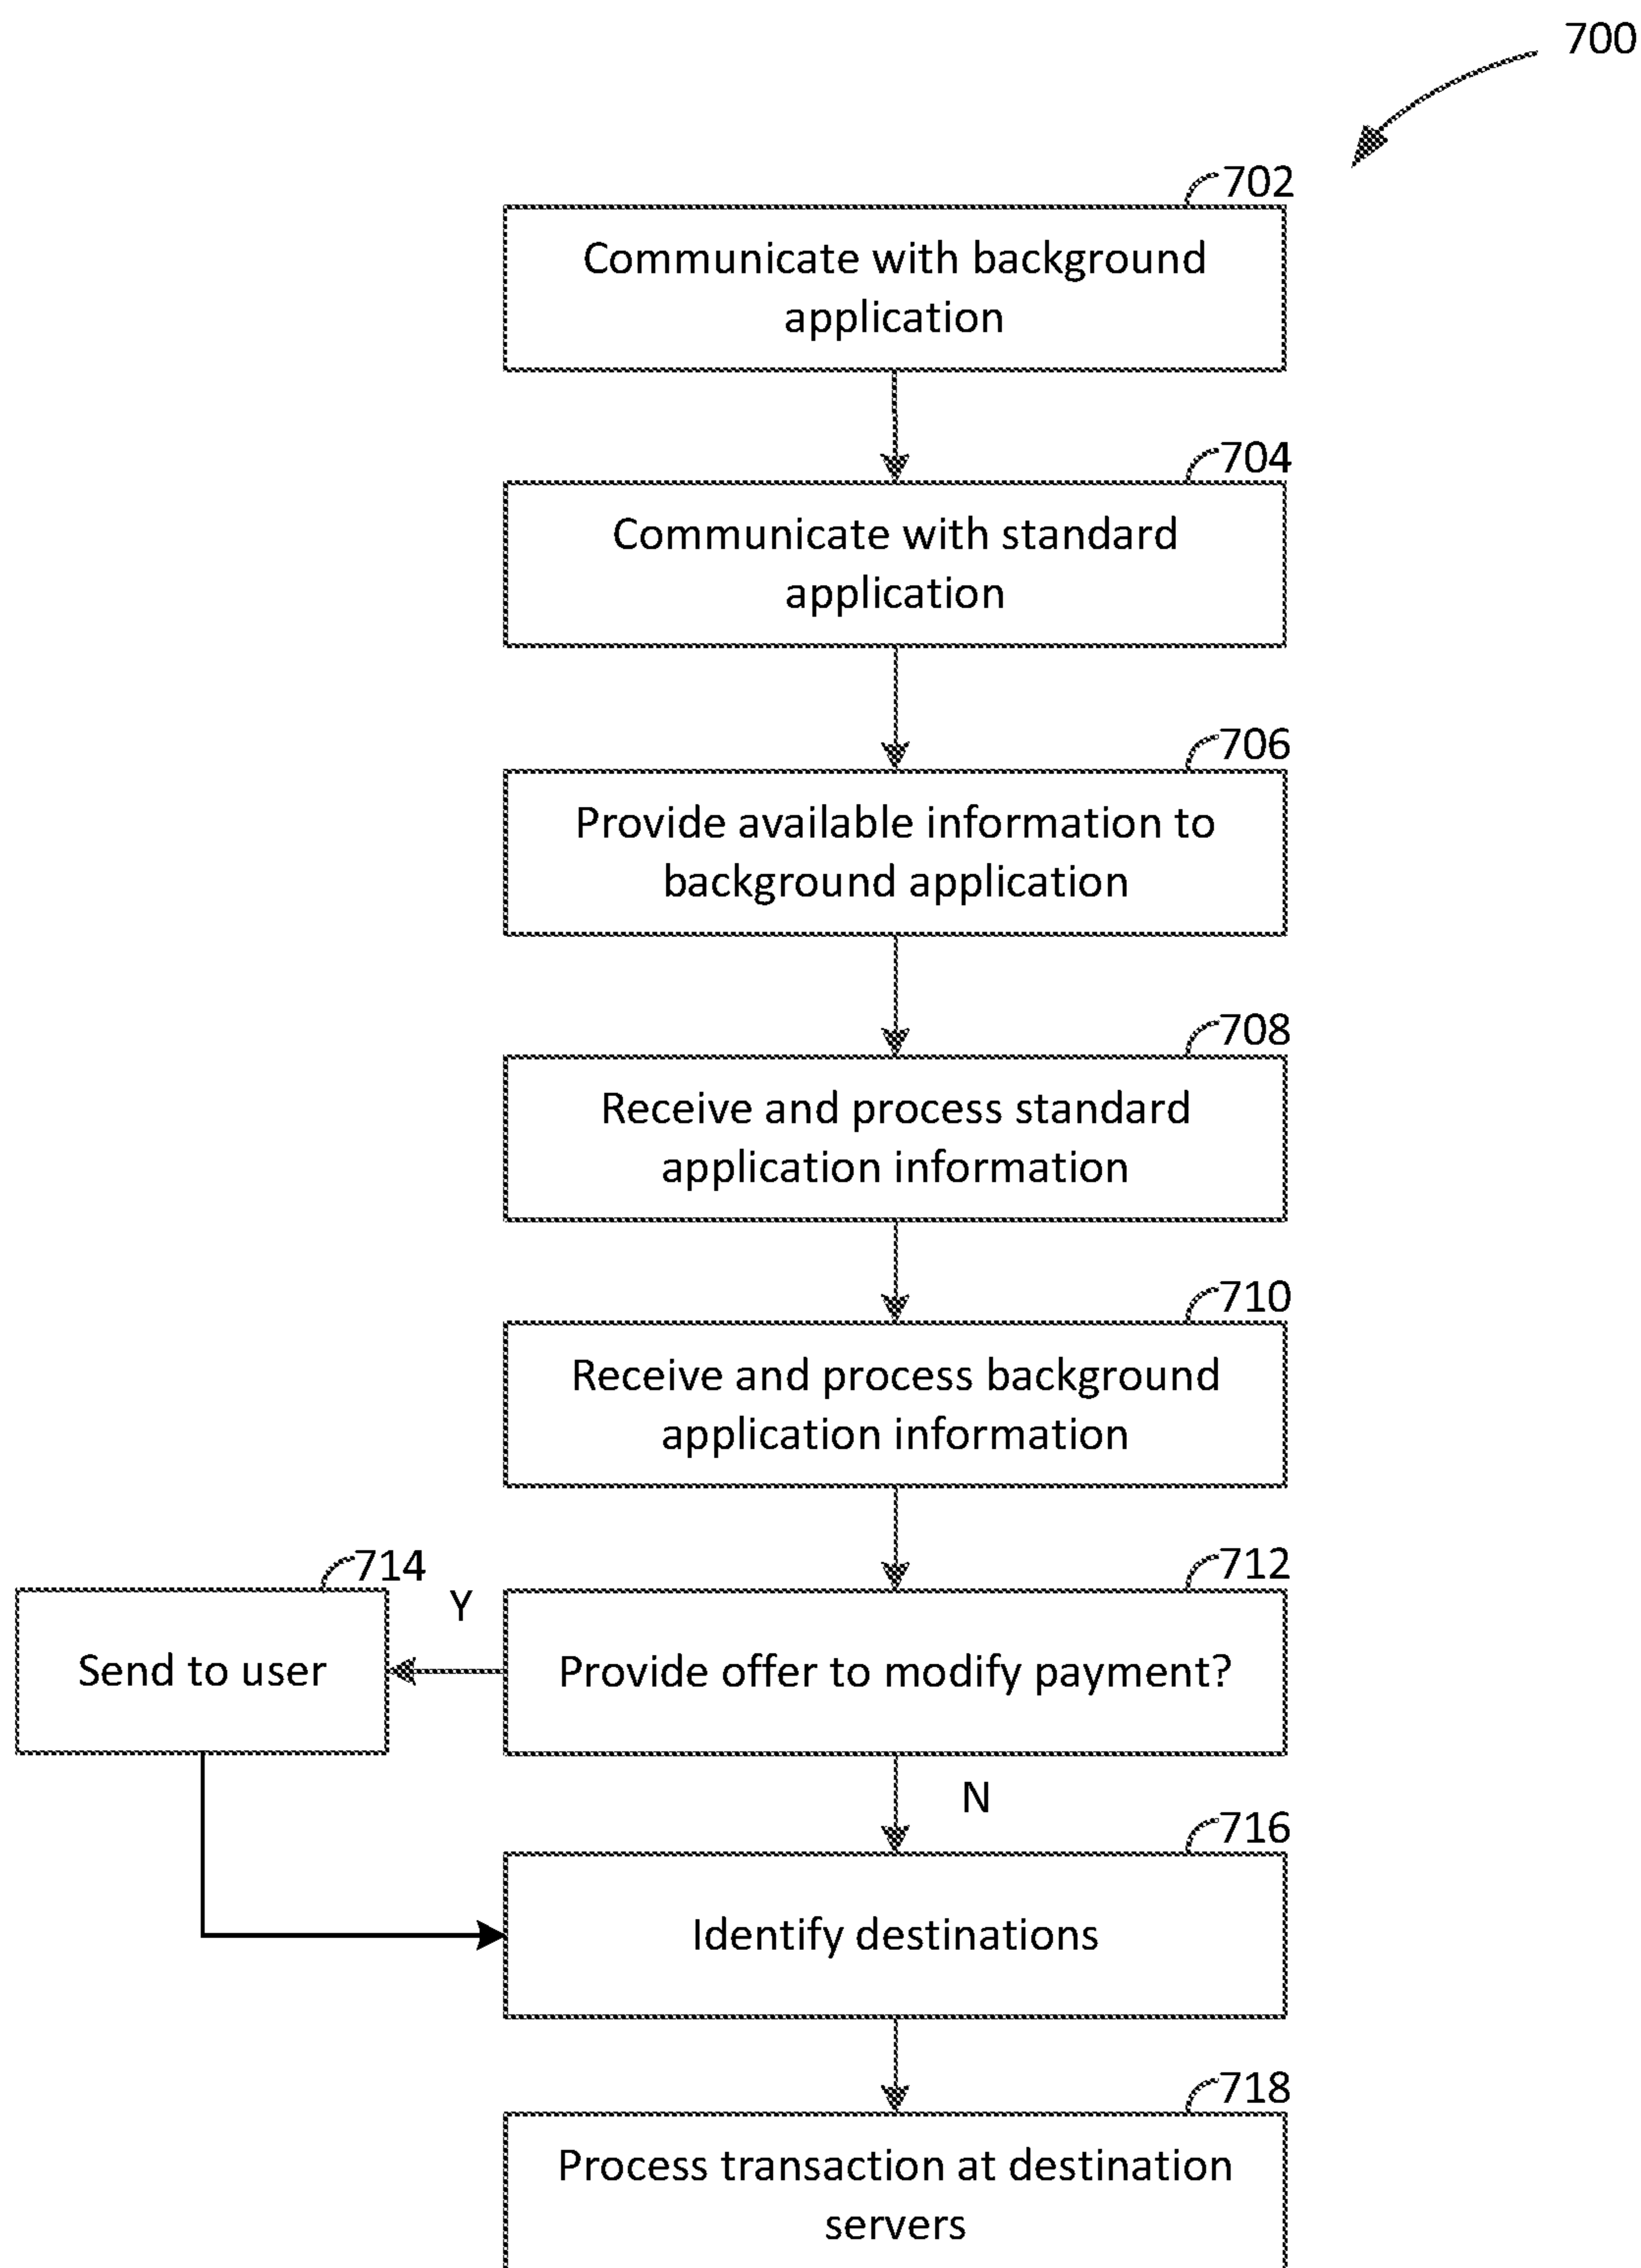 700
702
Communicate with background
application
704
Communicate with standard
application
706
Provide available information to
background application
708
Receive and process standard
application information
710
Receive and process background
application information
712
714
Y
Send to user
Provide offer to modify payment?
N
716
Identify destinations
718
Process transaction at destination
servers